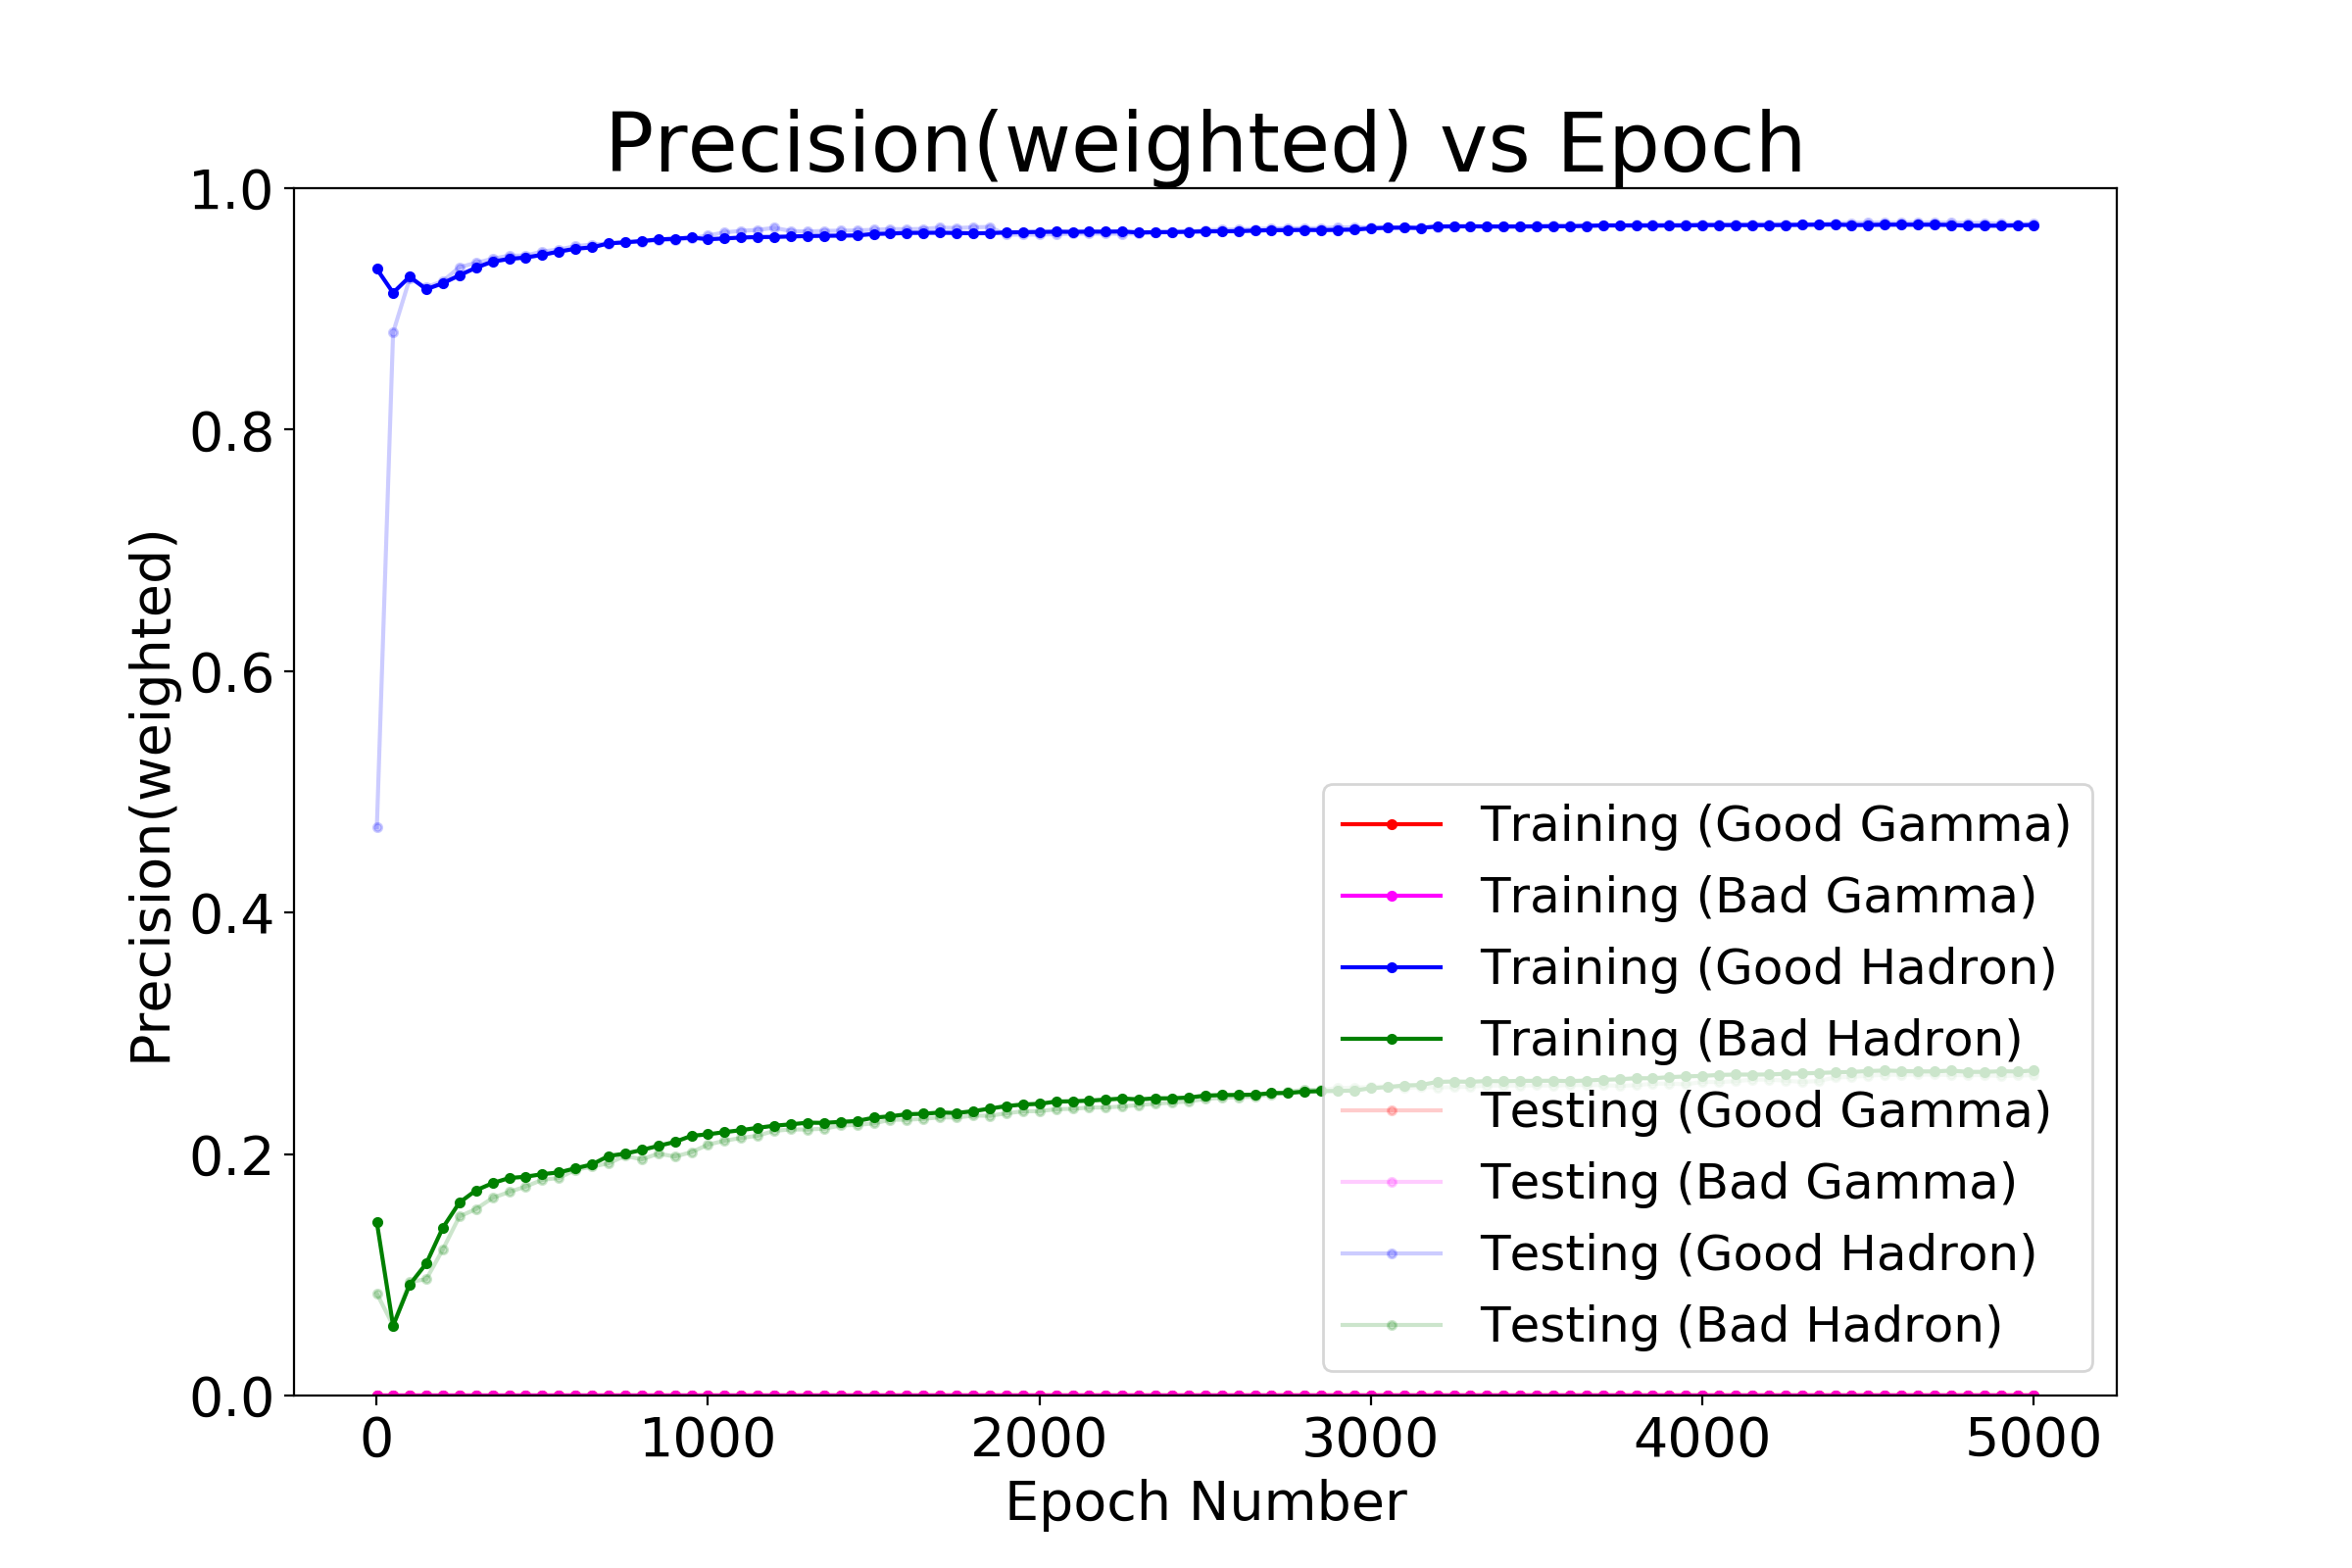 Precision(weighted) vs Epoch
Precision(weighted)
1.0
0.8
0.6
0.4
0.2
0.0
Training (Good Gamma)
Training (Bad Gamma)
Training (Good Hadron)
Training (Bad Hadron)
Testing (Good Gamma)
Testing (Bad Gamma)
Testing (Good Hadron)
Testing (Bad Hadron)
0 1000 2000 3000 4000 5000
Epoch Number